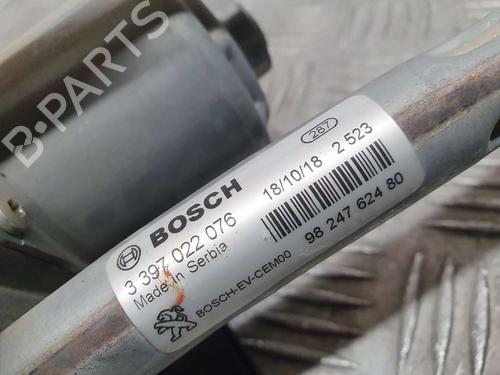 B-PARTS
287
BOSCH
18/10/18 2 523
3 397 022 076
Made in Serbia
98 247 624 80
BOSCH-EV-CEM00